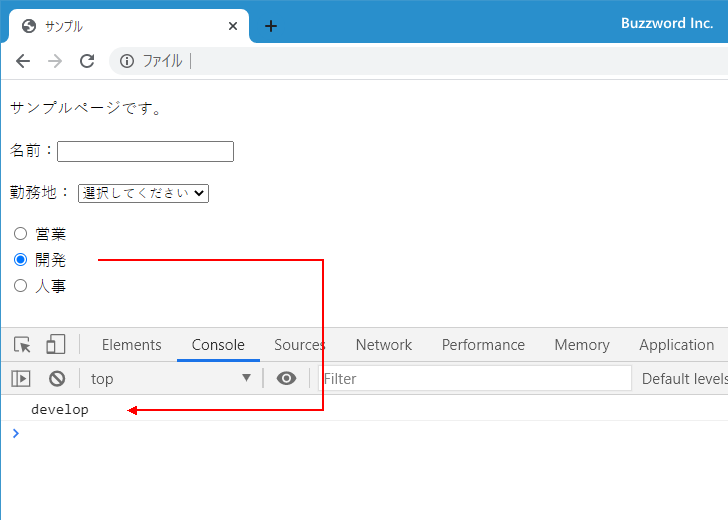 サンプル
Buzzword Inc.
ファイル
サンプルページです。
名前：
勤務地： 選択してください
営業
開発
人事
Elements Console Sources Network Performance Memory Application
top Filter Default levels
develop